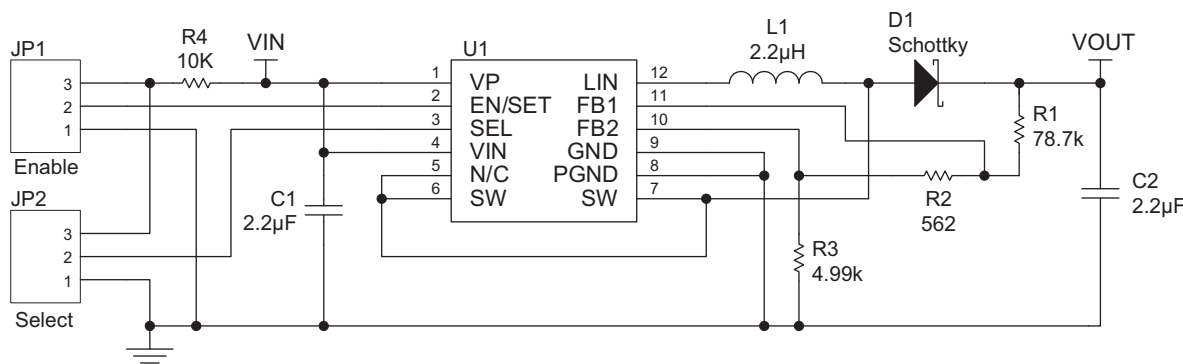 JP1
3
2
1
Enable
JP2
3
2
1
Select
R4
10K
VIN
C1
2.2µF
U1
1 VP
2 EN/SET
3 SEL
4 VIN
5 N/C
6 SW
LIN 12
FB1 11
FB2 10
GND 9
PGND 8
SW 7
L1
2.2µH
D1
Schottky
VOUT
R1
78.7k
R2
562
R3
4.99k
C2
2.2µF